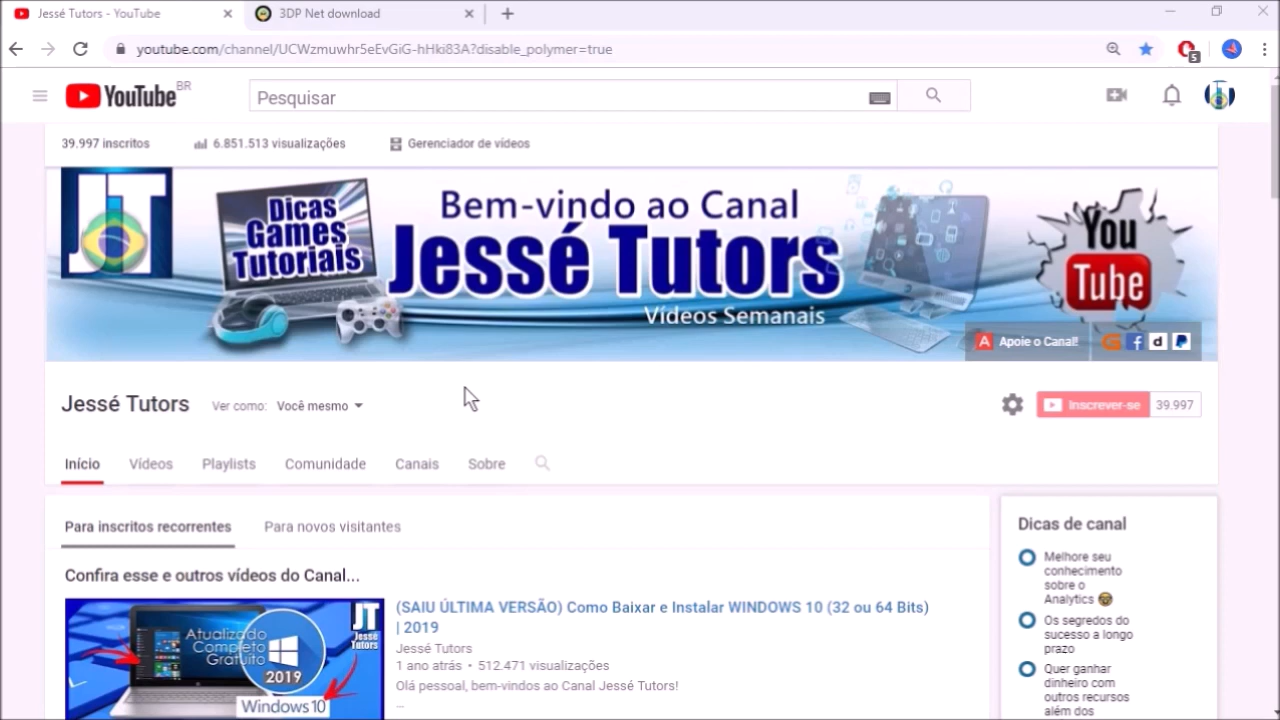 Jessé Tutors - YouTube
3DP Net download
youtube.com/channel/UCWzmuwhr5eEvGiG-hHki83A?disable_polymer=true
5
YouTube BR
Pesquisar
39.997 inscritos
6.851.513 visualizações
Gerenciador de vídeos
JT
Dicas
Games
Tutoriais
Bem-vindo ao Canal
Jessé Tutors
Vídeos Semanais
You
Tube
Apoie o Canal!
Jessé Tutors
Ver como: Você mesmo
Inscrever-se
39.997
Início
Vídeos
Playlists
Comunidade
Canais
Sobre
Para inscritos recorrentes
Para novos visitantes
Confira esse e outros vídeos do Canal...
Atualizado
Completo
Gratuito
2019
Windows 10
JT
Jessé
Tutors
(SAIU ÚLTIMA VERSÃO) Como Baixar e Instalar WINDOWS 10 (32 ou 64 Bits)
| 2019
Jessé Tutors
1 ano atrás • 512.471 visualizações
Olá pessoal, bem-vindos ao Canal Jessé Tutors!
...
Dicas de canal
Melhore seu
conhecimento
sobre o
Analytics
Os segredos do
sucesso a longo
prazo
Quer ganhar
dinheiro com
outros recursos
além dos